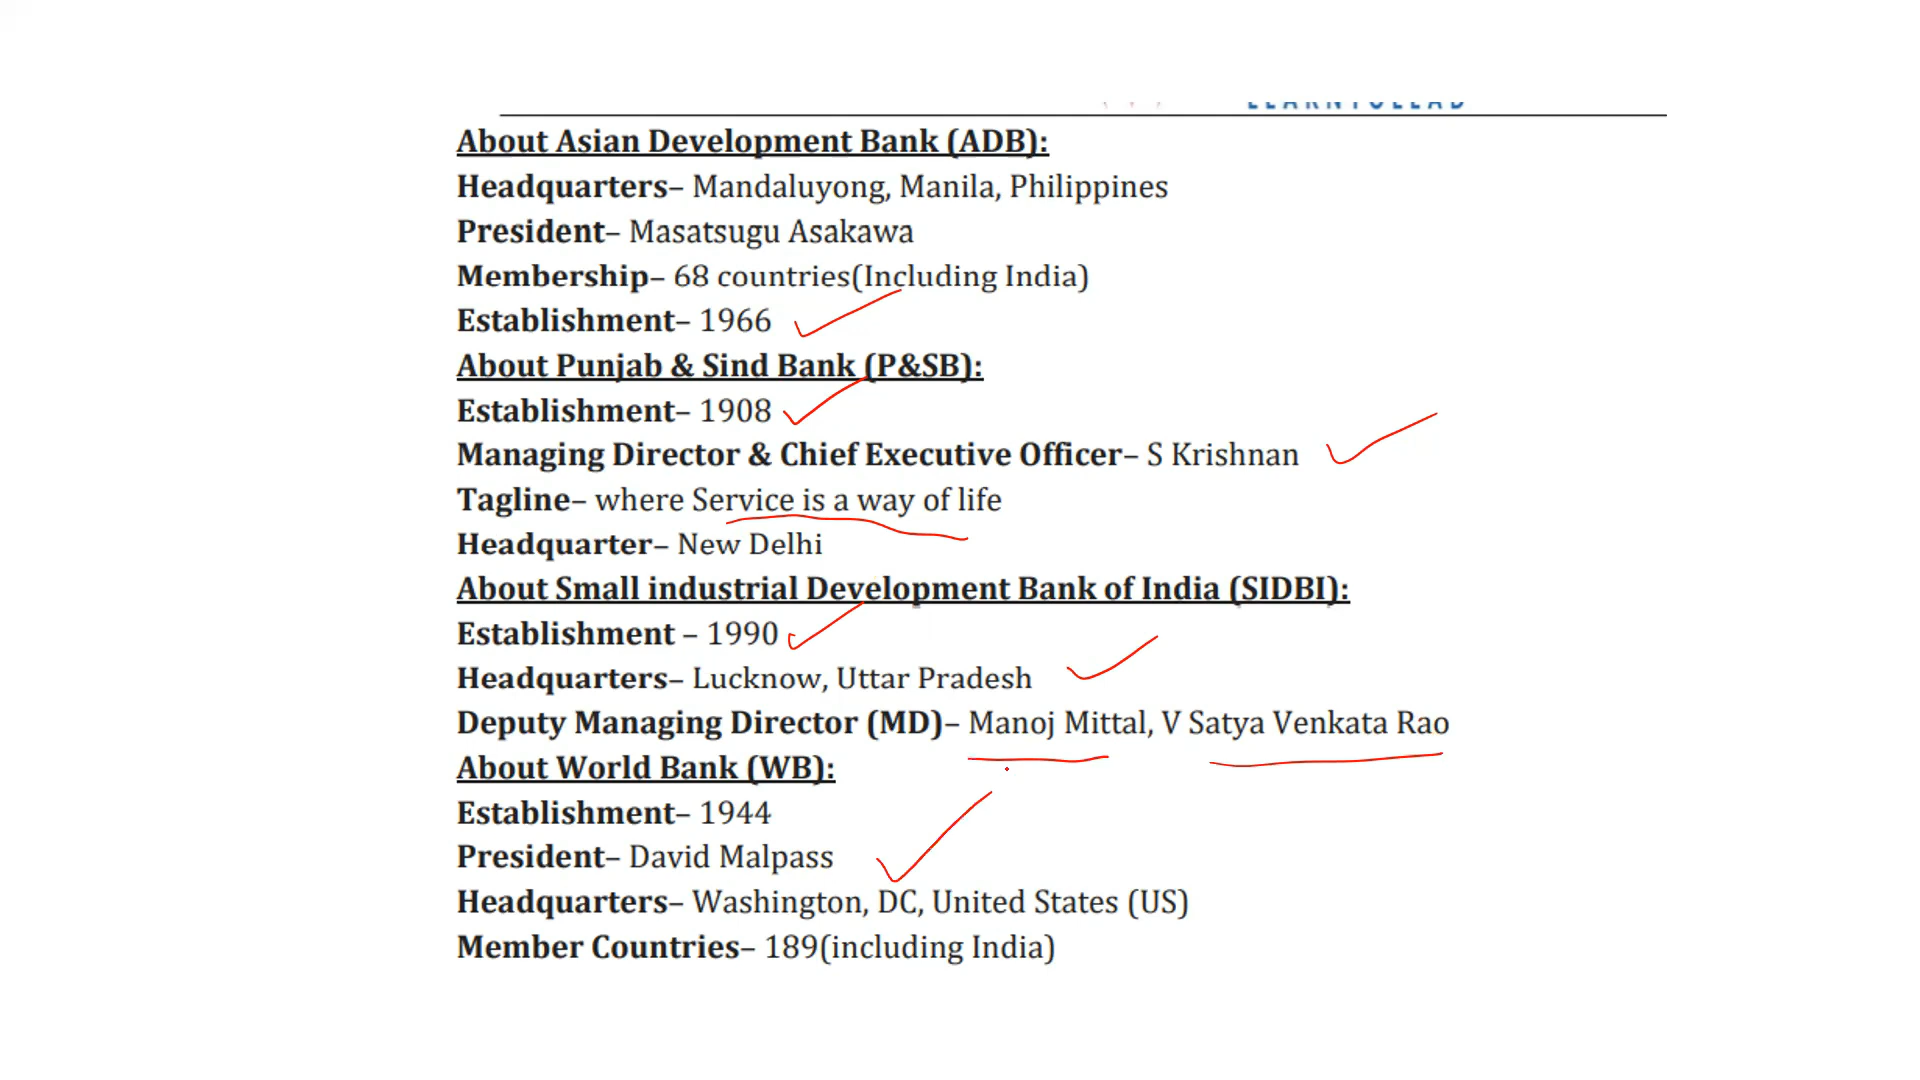 About Asian Development Bank (ADB):
Headquarters– Mandaluyong, Manila, Philippines
President– Masatsugu Asakawa
Membership– 68 countries(Including India)
Establishment– 1966
About Punjab & Sind Bank (P&SB):
Establishment– 1908
Managing Director & Chief Executive Officer– S Krishnan
Tagline– where Service is a way of life
Headquarter– New Delhi
About Small industrial Development Bank of India (SIDBI):
Establishment – 1990
Headquarters– Lucknow, Uttar Pradesh
Deputy Managing Director (MD)– Manoj Mittal, V Satya Venkata Rao
About World Bank (WB):
Establishment– 1944
President– David Malpass
Headquarters– Washington, DC, United States (US)
Member Countries– 189(including India)